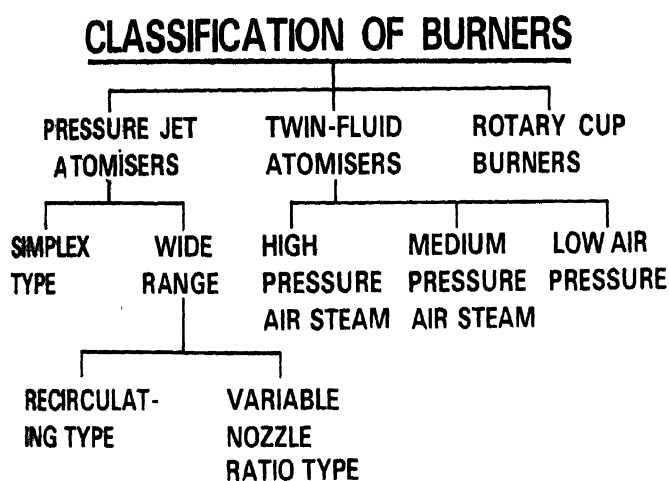 CLASSIFICATION OF BURNERS
PRESSURE JET
ATOMISERS
TWIN-FLUID
ATOMISERS
ROTARY CUP
BURNERS
SIMPLEX
TYPE
WIDE
RANGE
HIGH
PRESSURE
AIR STEAM
MEDIUM
PRESSURE
AIR STEAM
LOW AIR
PRESSURE
RECIRCULAT-
ING TYPE
VARIABLE
NOZZLE
RATIO TYPE